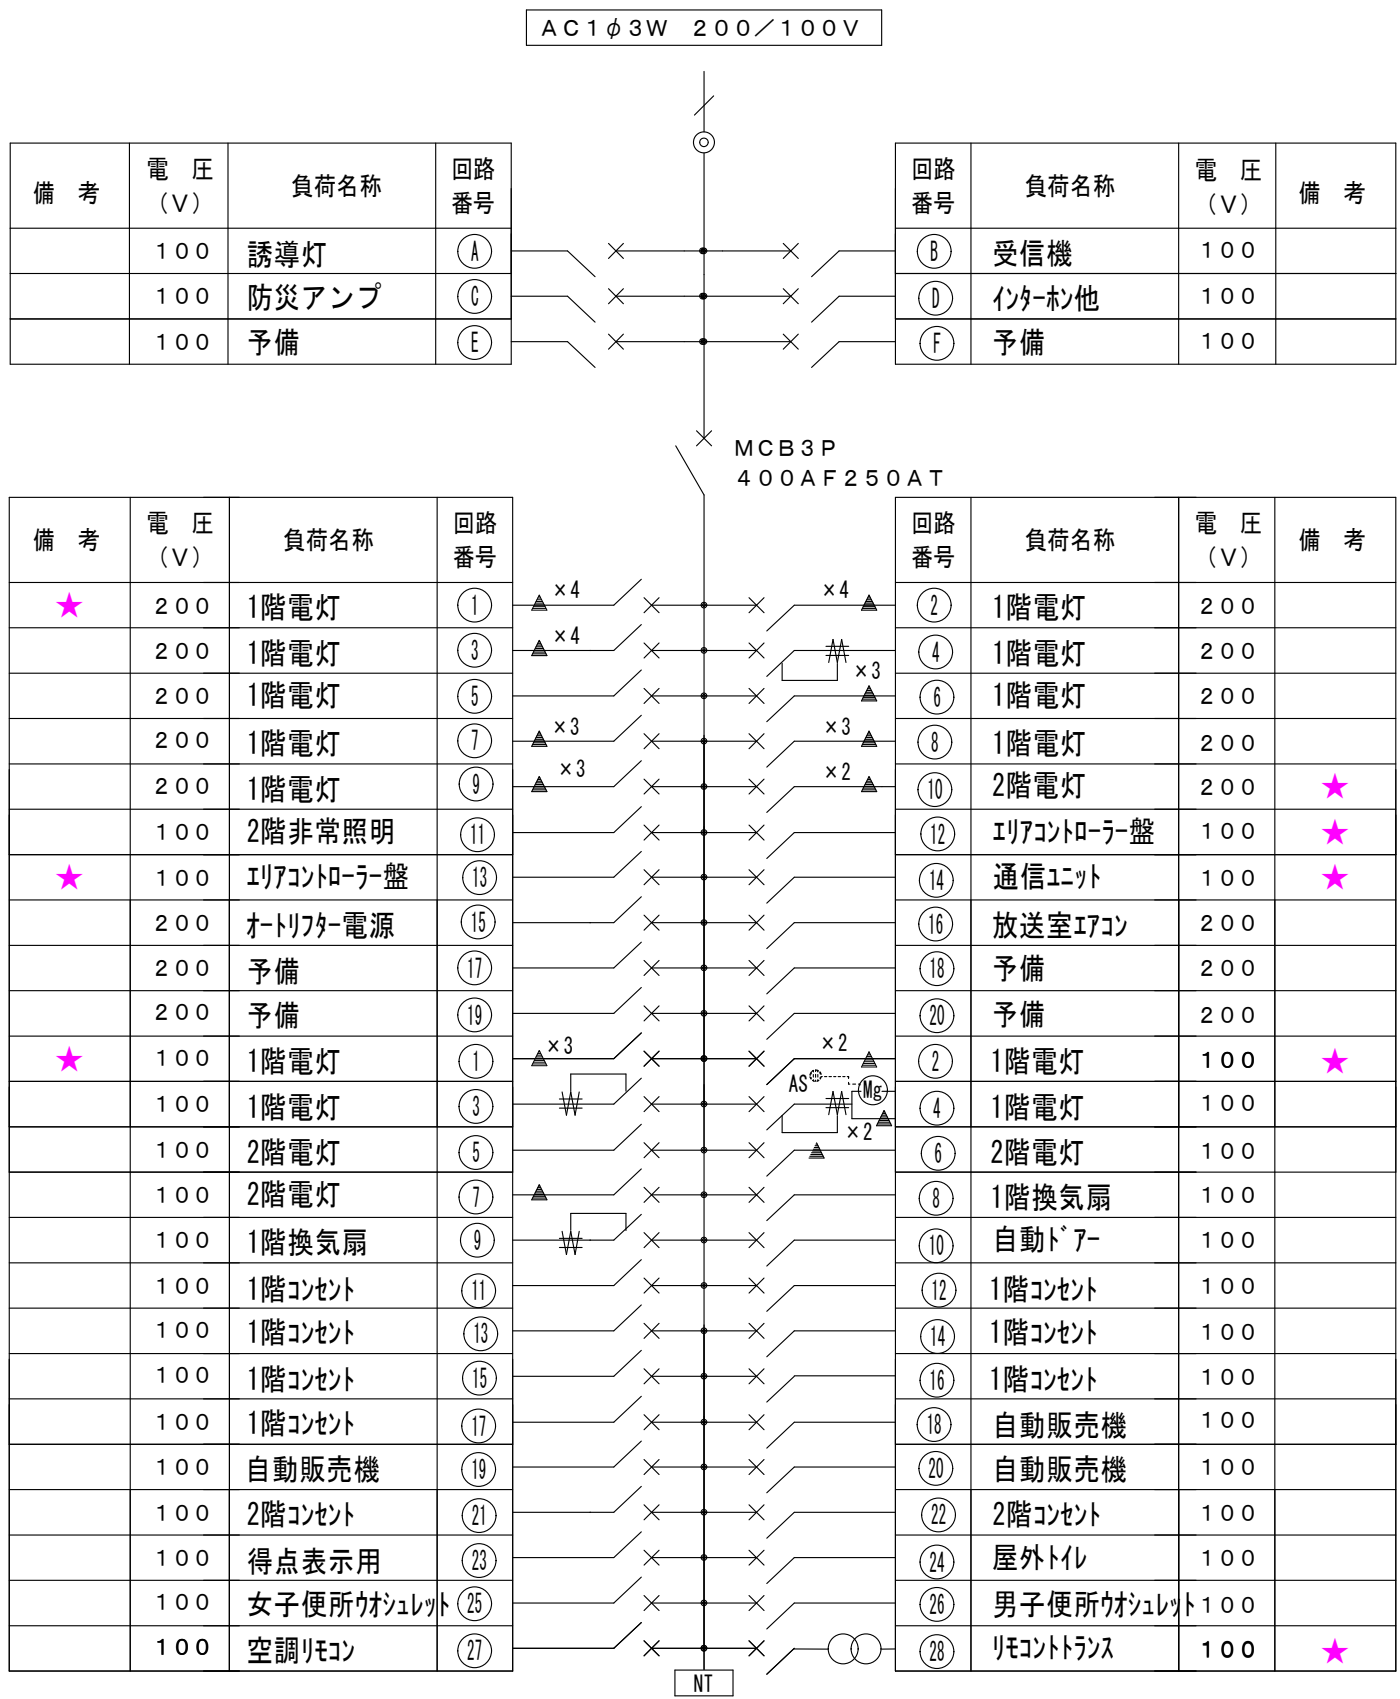 AC1φ3W 200/100V
備 考 電 圧(V) 負荷名称 回路番号 回路番号 負荷名称 電 圧(V) 備 考
100 誘導灯 A B 受信機 100
100 防災アンプ C D インターホン他 100
100 予備 E F 予備 100
MCB3P
400AF250AT
備 考 電 圧(V) 負荷名称 回路番号 回路番号 負荷名称 電 圧(V) 備 考
★ 200 1階電灯 1 ×4 ×4 2 1階電灯 200
200 1階電灯 3 ×4 4 1階電灯 200
200 1階電灯 5 ×3 6 1階電灯 200
200 1階電灯 7 ×3 ×3 8 1階電灯 200
200 1階電灯 9 ×3 ×2 10 2階電灯 200 ★
100 2階非常照明 11 12 エリアコントローラー盤 100 ★
★ 100 エリアコントローラー盤 13 14 通信ユニット 100 ★
200 オートリフター電源 15 16 放送室エアコン 200
200 予備 17 18 予備 200
200 予備 19 20 予備 200
★ 100 1階電灯 1 ×3 ×2 2 1階電灯 100 ★
100 1階電灯 3 AS Mg ×2 4 1階電灯 100
100 2階電灯 5 6 2階電灯 100
100 2階電灯 7 8 1階換気扇 100
100 1階換気扇 9 10 自動ドアー 100
100 1階コンセント 11 12 1階コンセント 100
100 1階コンセント 13 14 1階コンセント 100
100 1階コンセント 15 16 1階コンセント 100
100 1階コンセント 17 18 自動販売機 100
100 自動販売機 19 20 自動販売機 100
100 2階コンセント 21 22 2階コンセント 100
100 得点表示用 23 24 屋外トイレ 100
100 女子便所ウオシュレット 25 26 男子便所ウオシュレット 100
100 空調リモコン 27 28 リモコントランス 100 ★
NT